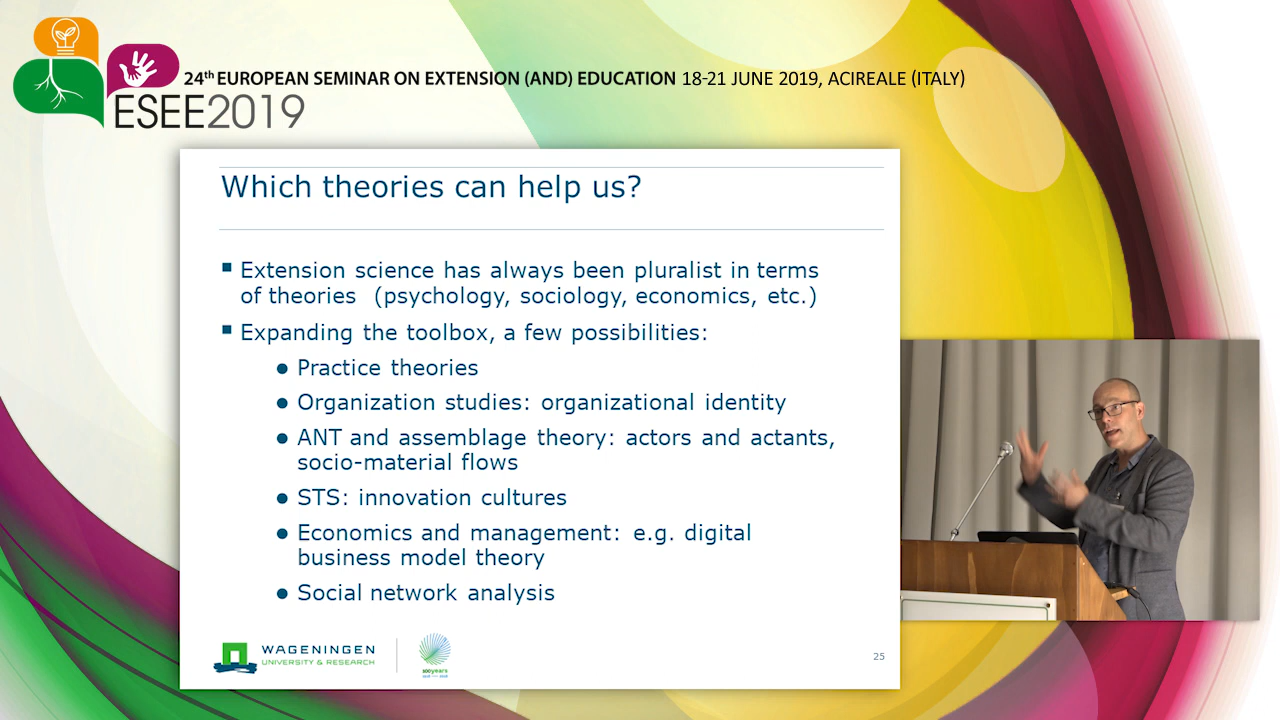 24th EUROPEAN SEMINAR ON EXTENSION (AND) EDUCATION 18-21 JUNE 2019, ACIREALE (ITALY)
ESEE2019
Which theories can help us?
▪ Extension science has always been pluralist in terms
of theories (psychology, sociology, economics, etc.)
▪ Expanding the toolbox, a few possibilities:
● Practice theories
● Organization studies: organizational identity
● ANT and assemblage theory: actors and actants,
socio-material flows
● STS: innovation cultures
● Economics and management: e.g. digital
business model theory
● Social network analysis
WAGENINGEN
UNIVERSITY & RESEARCH
100years
25